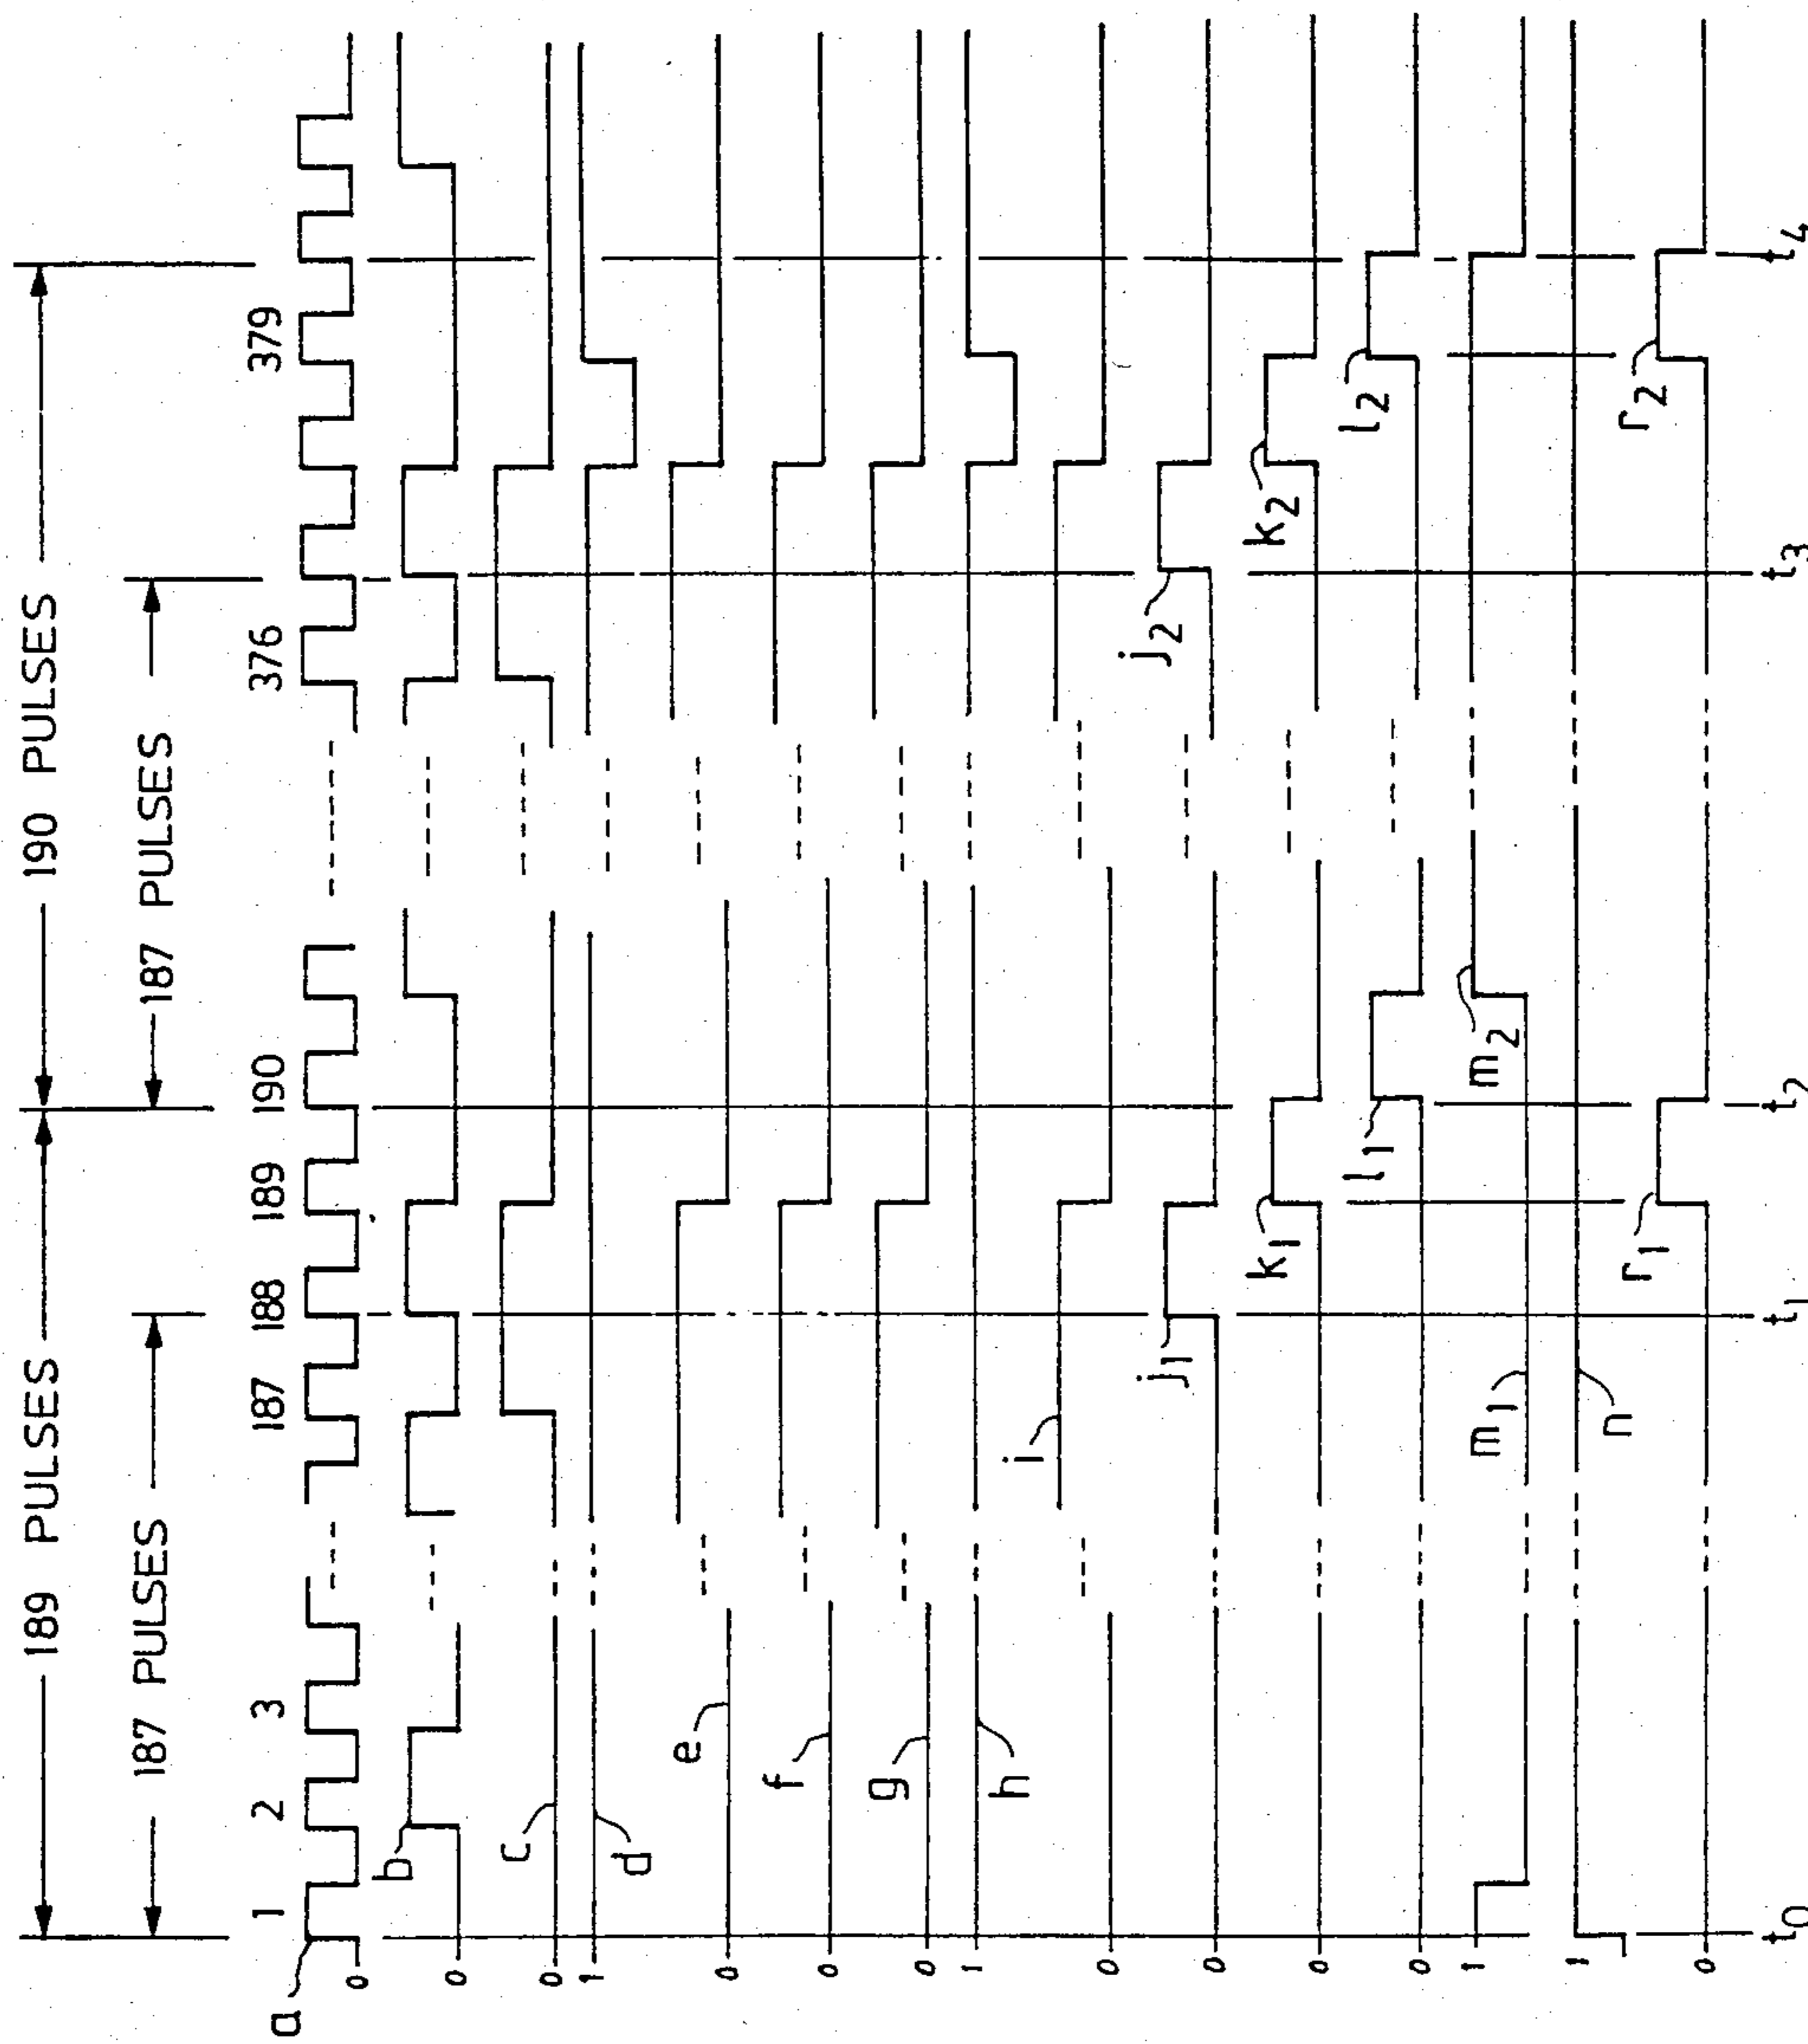 189 PULSES 190 PULSES
187 PULSES 187 PULSES
1 2 3 187 188 189 190 376 379
a
0
b
0
c
0
1
d
e
0
f
0
g
0
1
h
i
0
j1 j2
0
k1 k2
0
l1 l2
0
1
m1 m2
1
n
r1 r2
0
t0 t1 t2 t3 t4